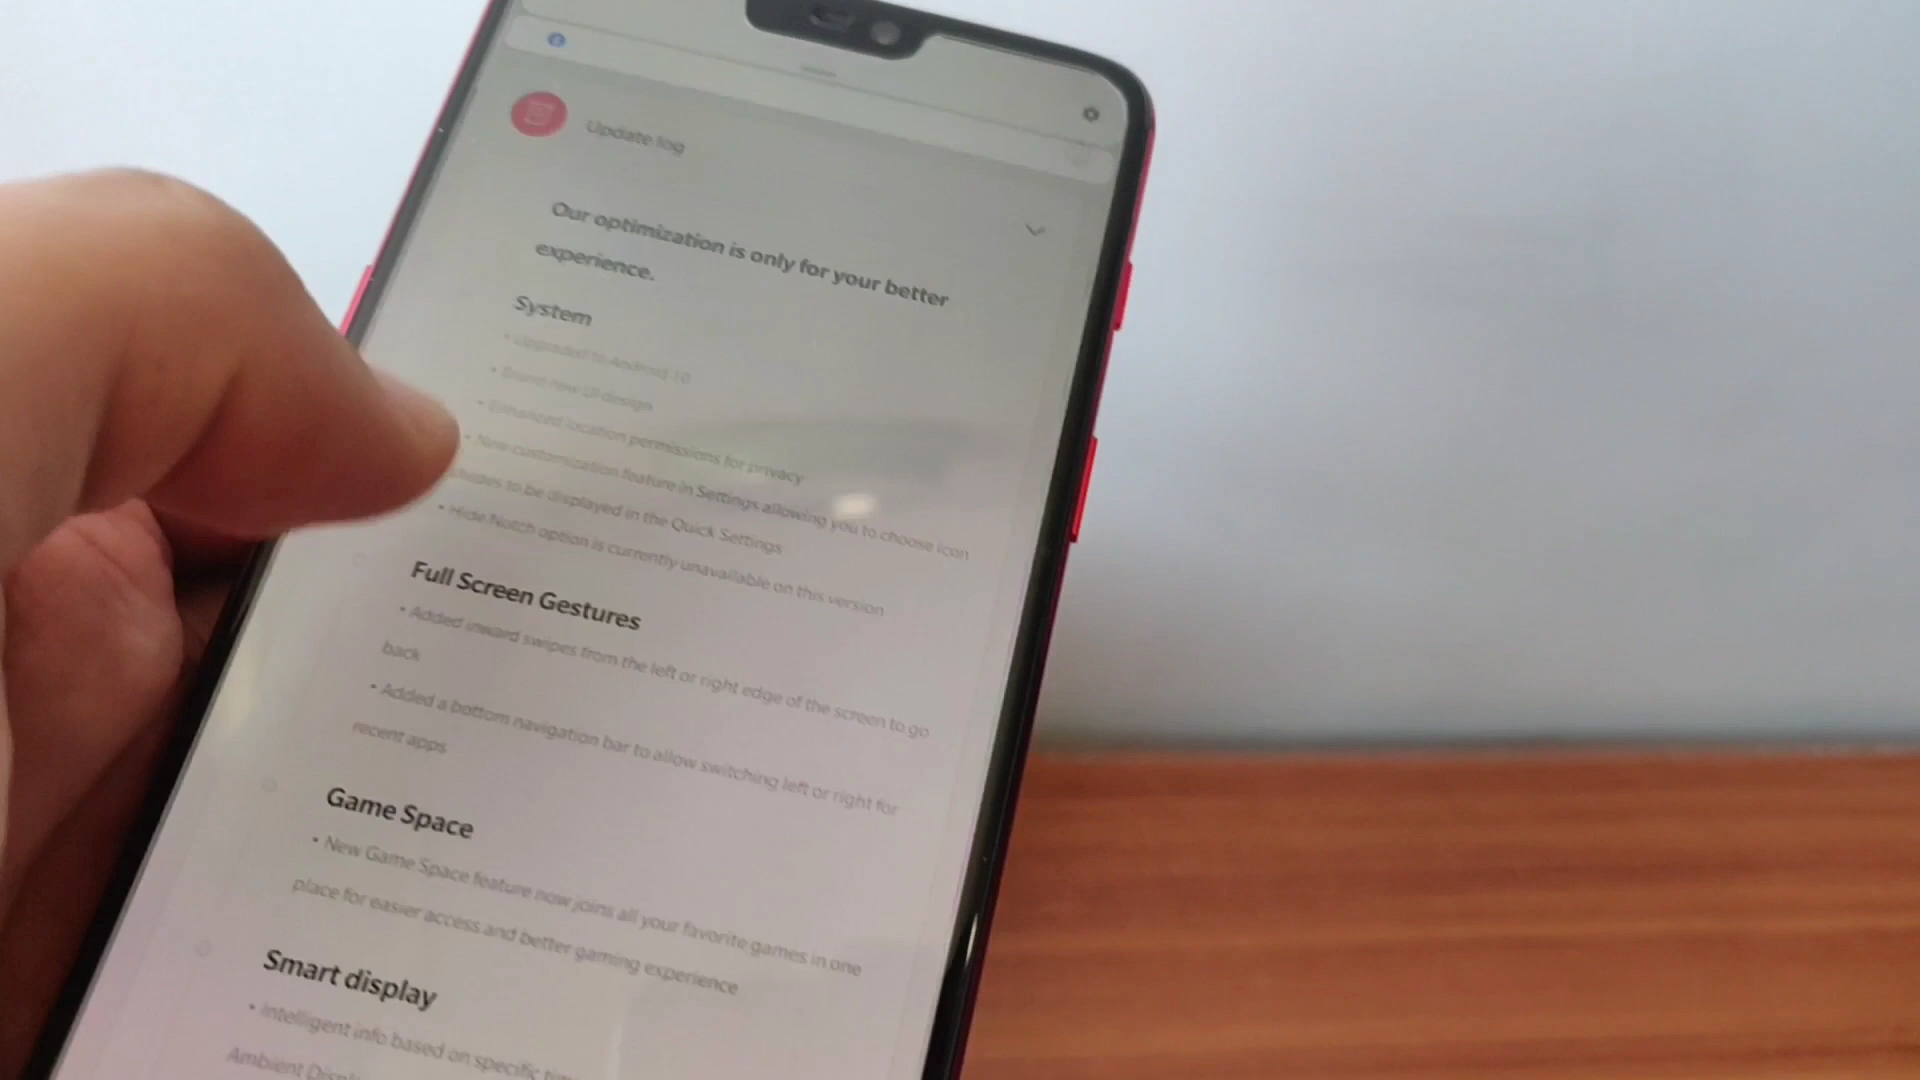 Update log
Our optimization is only for your better
experience.
System
• Upgraded to Android 10
• Brand new UI design
• Enhanced location permissions for privacy
• New customization feature in Settings allowing you to choose icon
shapes to be displayed in the Quick Settings
• Hide Notch option is currently unavailable on this version
Full Screen Gestures
• Added inward swipes from the left or right edge of the screen to go
back
• Added a bottom navigation bar to allow switching left or right for
recent apps
Game Space
• New Game Space feature now joins all your favorite games in one
place for easier access and better gaming experience
Smart display
• Intelligent info based on specific
Ambient